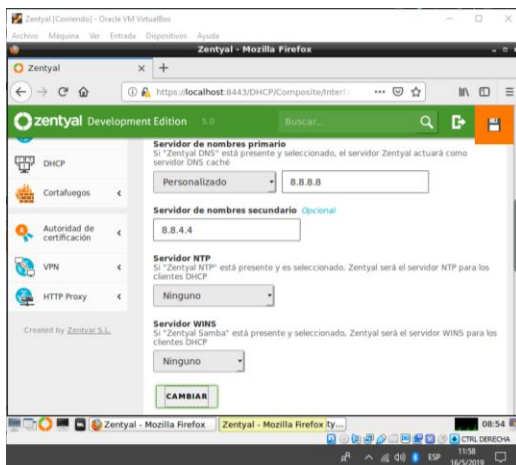 Zentyal [Corriendo] - Oracle VM VirtualBox
Archivo Máquina Ver Entrada Dispositivos Ayuda
Zentyal - Mozilla Firefox
Zentyal
https://localhost:8443/DHCP/Composite/Interf
zentyal Development Edition 5.0
Buscar...
DHCP
Cortafuegos
Autoridad de
certificación
VPN
HTTP Proxy
Created by Zentyal S.L.
Servidor de nombres primario
Si "Zentyal DNS" está presente y seleccionado, el servidor Zentyal actuará como
servidor DNS caché
Personalizado 8.8.8.8
Servidor de nombres secundario Opcional
8.8.4.4
Servidor NTP
Si "Zentyal NTP" está presente y es seleccionado, Zentyal será el servidor NTP para los
clientes DHCP
Ninguno
Servidor WINS
Si "Zentyal Samba" está presente y seleccionado, Zentyal será el servidor WINS para los
clientes DHCP
Ninguno
CAMBIAR
Zentyal - Mozilla Firefox
Zentyal - Mozilla Firefox
08:54
CTRL DERECHA
ESP
11:58
16/5/2019